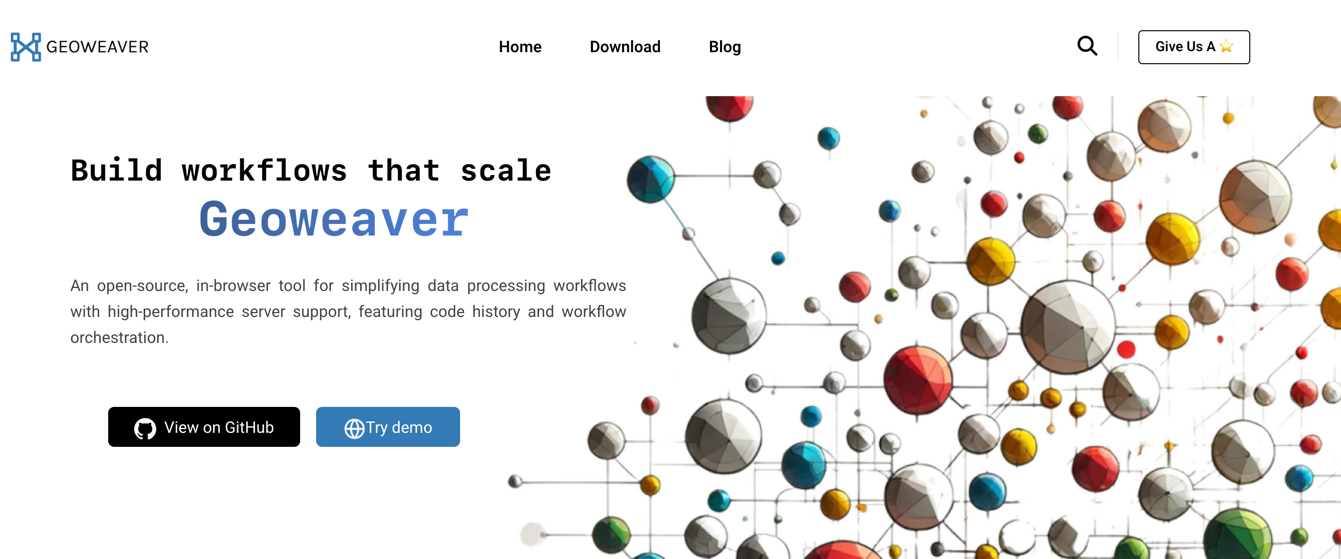 GEOWEAVER
Home
Download
Blog
Give Us A ⭐
Build workflows that scale
Geoweaver
An open-source, in-browser tool for simplifying data processing workflows
with high-performance server support, featuring code history and workflow
orchestration.
View on GitHub
Try demo